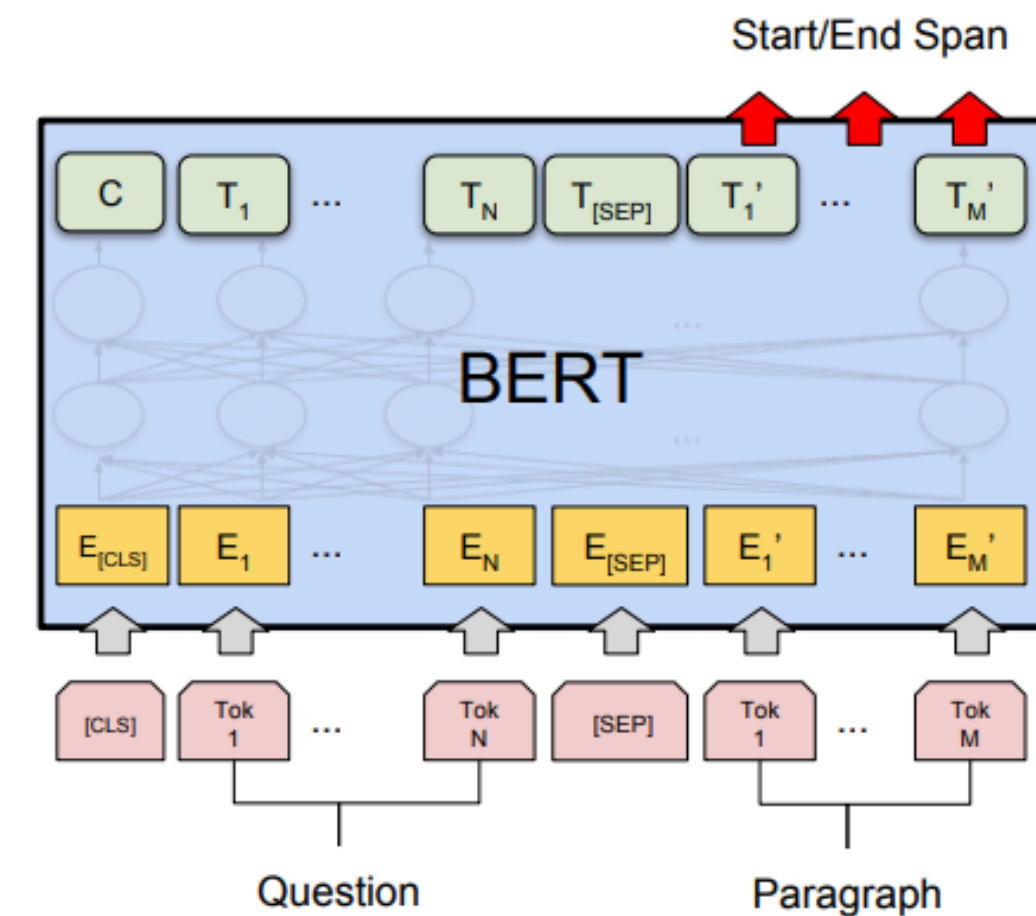 Start/End Span
C T1 ... TN T[SEP] T1' ... TM'
...
BERT
...
E[CLS] E1 ... EN E[SEP] E1' ... EM'
[CLS] Tok 1 ... Tok N [SEP] Tok 1 ... Tok M
Question Paragraph